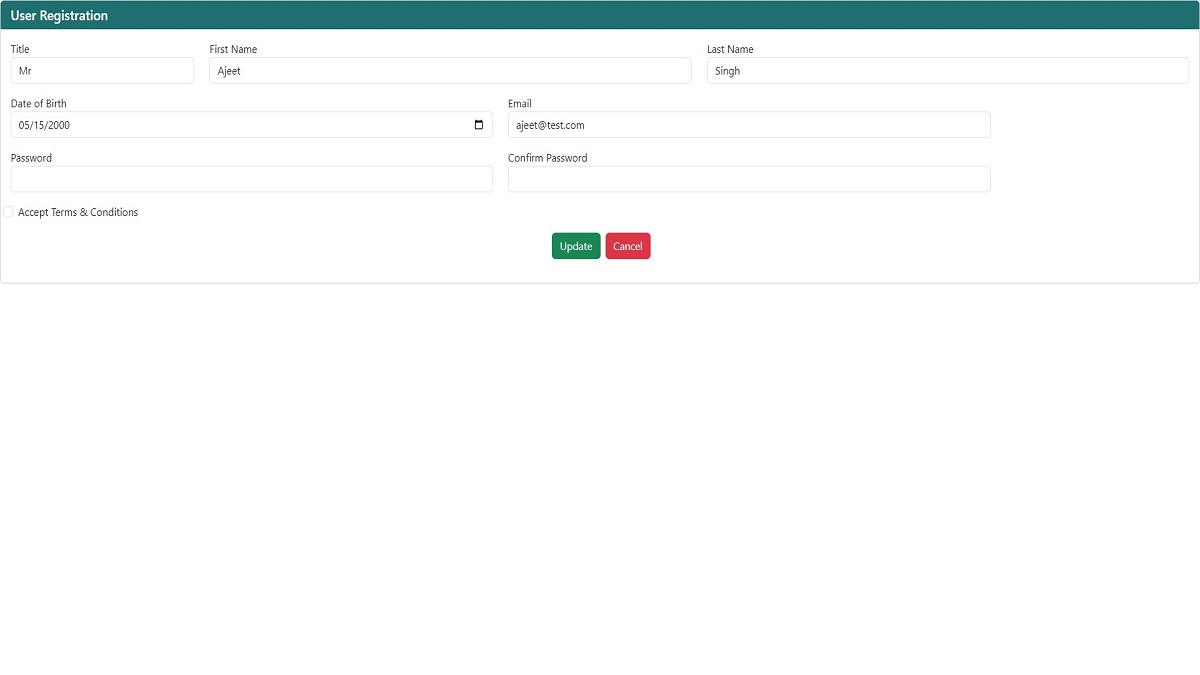 User Registration
Title First Name Last Name
Mr Ajeet Singh
Date of Birth Email
05/15/2000 ajeet@test.com
Password Confirm Password
Accept Terms & Conditions
Update Cancel